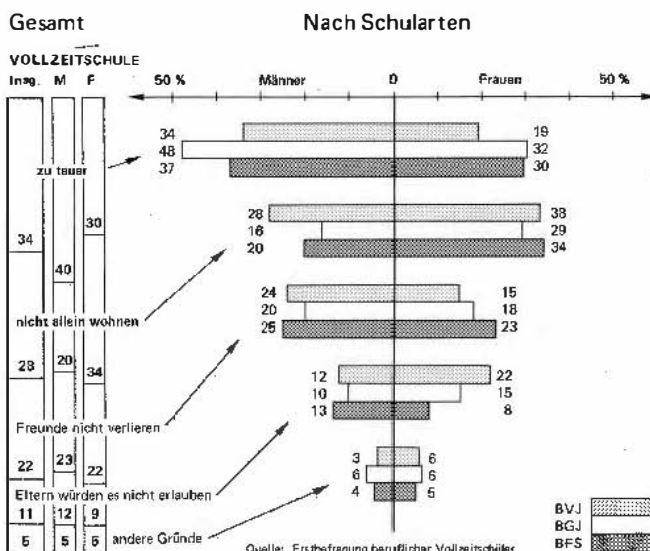 Gesamt Nach Schularten
VOLLZEITSCHULE
Insg. M F 50 % Männer 0 Frauen 50 %
34 19
48 32
zu teuer 37 30
28 38
30 16 29
34 20 34
40
24 15
nicht allein wohnen 20 18
25 23
20
28 34 12 22
10 15
13 8
Freunde nicht verlieren
3 6
23 6 6
22 22 4 5
Eltern würden es nicht erlauben
11 12 9
5 5 5 andere Gründe
BVJ
BGJ
BFS
Quelle: Erstbefragung beruflicher Vollzeitschüler